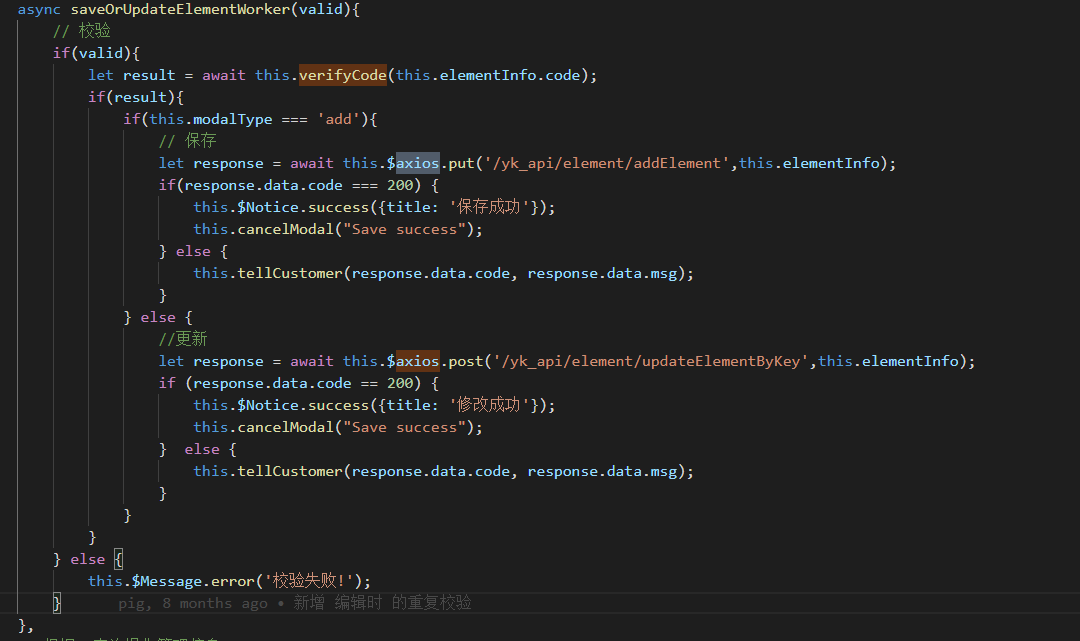 async saveOrUpdateElementWorker(valid){
// 校验
if(valid){
let result = await this.verifyCode(this.elementInfo.code);
if(result){
if(this.modalType === 'add'){
// 保存
let response = await this.$axios.put('/yk_api/element/addElement',this.elementInfo);
if(response.data.code === 200) {
this.$Notice.success({title: '保存成功'});
this.cancelModal("Save success");
} else {
this.tellCustomer(response.data.code, response.data.msg);
}
} else {
//更新
let response = await this.$axios.post('/yk_api/element/updateElementByKey',this.elementInfo);
if (response.data.code == 200) {
this.$Notice.success({title: '修改成功'});
this.cancelModal("Save success");
}  else {
this.tellCustomer(response.data.code, response.data.msg);
}
}
}
} else {
this.$Message.error('校验失败!');
} pig, 8 months ago • 新增 编辑时 的重复校验
},